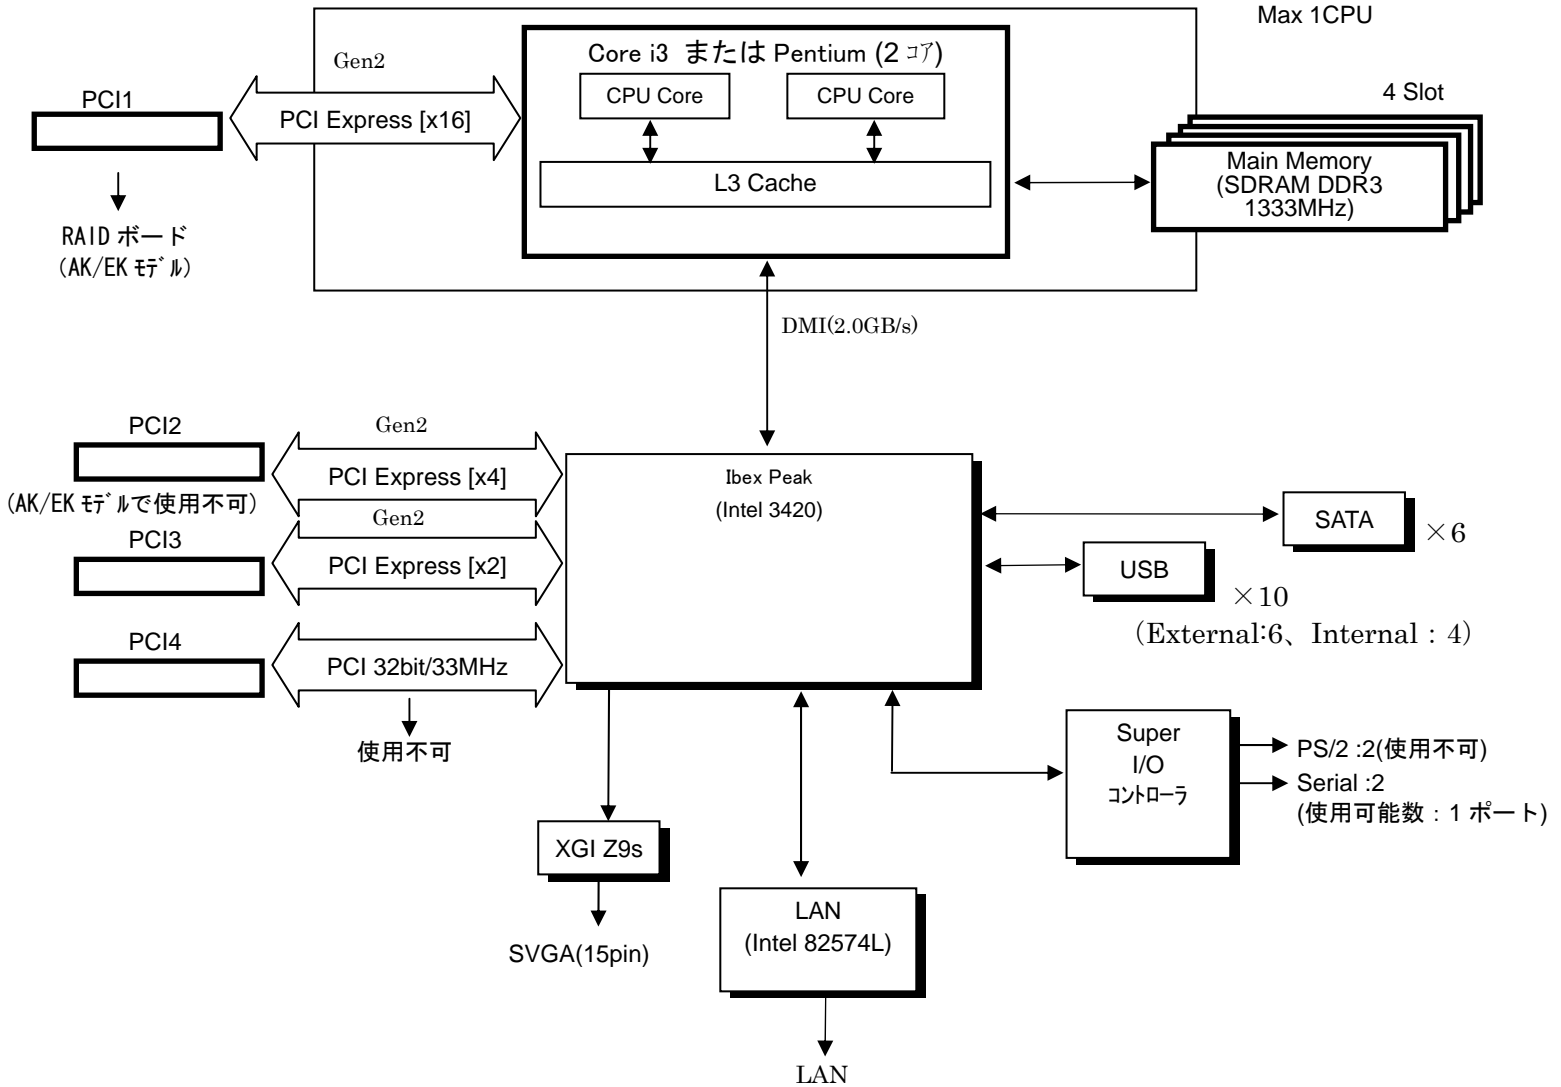 Max 1CPU
Core i3 または Pentium (2 ｺｱ)
Gen2
CPU Core
CPU Core
PCI1
4 Slot
PCI Express [x16]
L3 Cache
Main Memory
(SDRAM DDR3
1333MHz)
RAID ボード
(AK/EK ﾓﾃﾞﾙ)
DMI(2.0GB/s)
PCI2
Gen2
PCI Express [x4]
(AK/EK ﾓﾃﾞﾙで使用不可)
Ibex Peak
(Intel 3420)
Gen2
SATA
×6
PCI3
PCI Express [x2]
USB
×10
(External:6、Internal：4)
PCI4
PCI 32bit/33MHz
使用不可
Super
I/O
ｺﾝﾄﾛｰﾗ
PS/2 :2(使用不可)
Serial :2
(使用可能数：1 ポート)
XGI Z9s
SVGA(15pin)
LAN
(Intel 82574L)
LAN